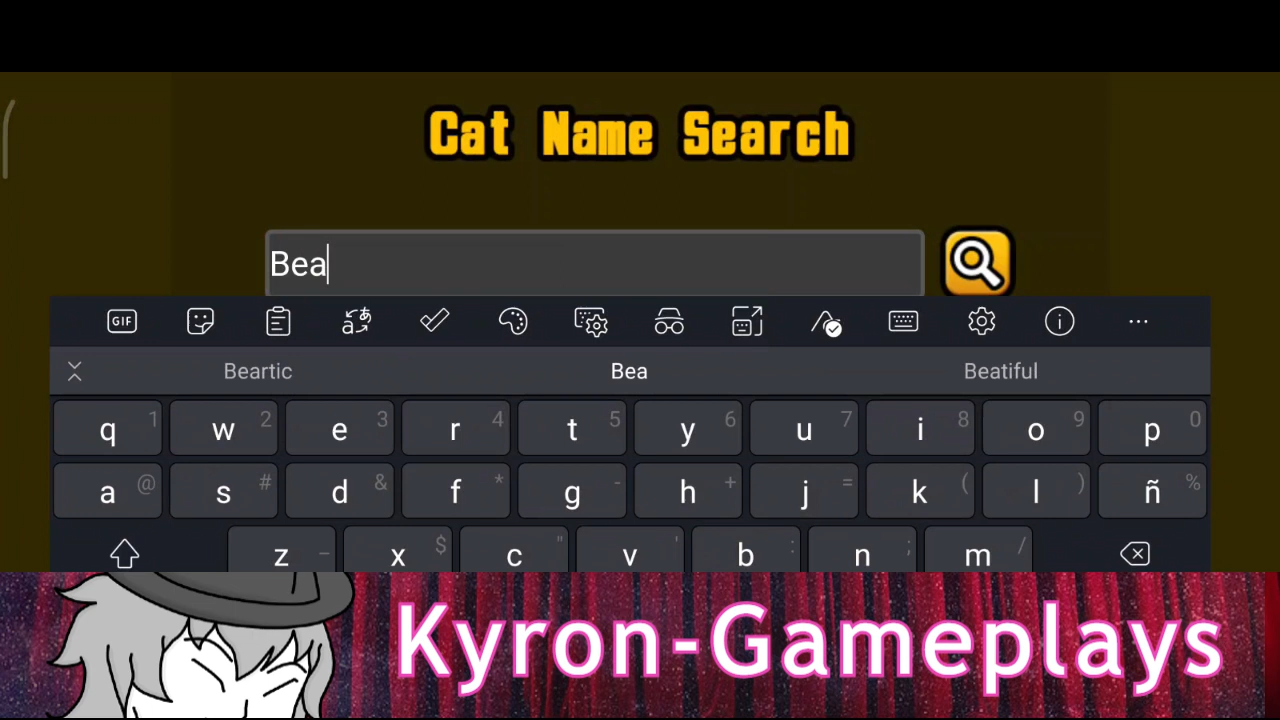 Cat Name Search
Bea
GIF
Beartic Bea Beatiful
q 1 w 2 e 3 r 4 t 5 y 6 u 7 i 8 o 9 p 0
a @ s # d & f * g - h + j = k ( l ) ñ %
z _ x $ c " v ' b : n ; m /
Kyron-Gameplays